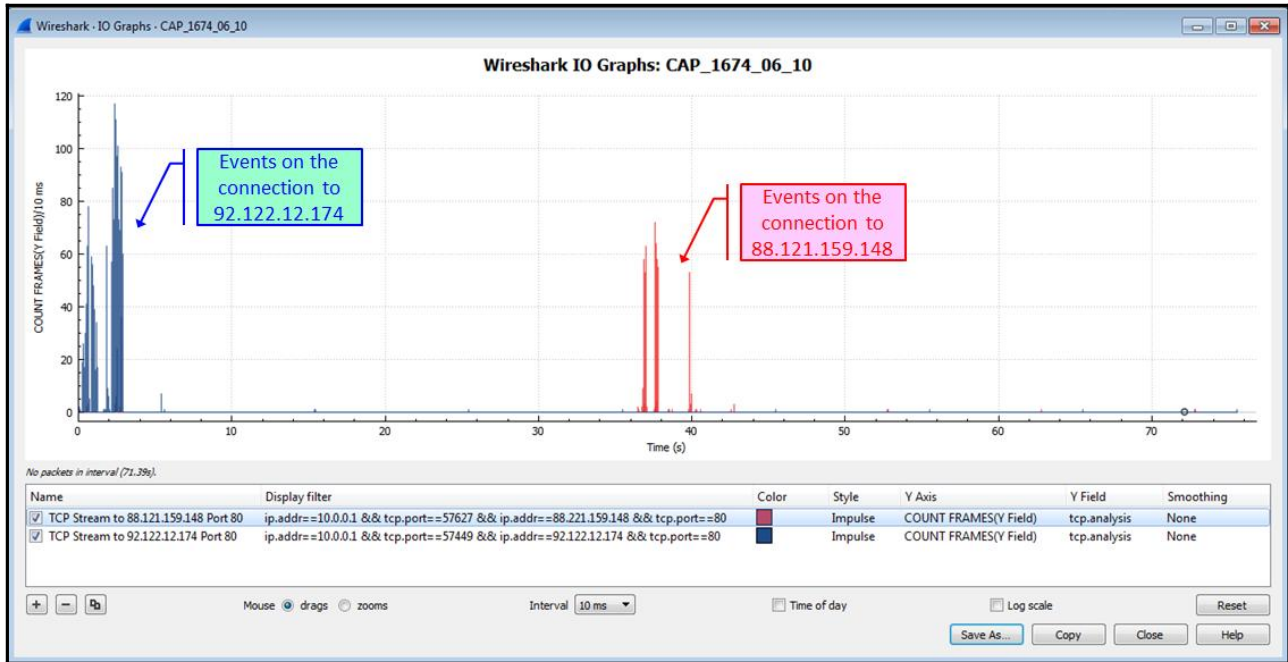 Wireshark · IO Graphs · CAP_1674_06_10
Wireshark IO Graphs: CAP_1674_06_10
120
100
80
60
40
20
0
COUNT FRAMES(Y Field)/10 ms
Events on the
connection to
92.122.12.174
Events on the
connection to
88.121.159.148
0 10 20 30 40 50 60 70
Time (s)
No packets in interval (71.39s).
Name Display filter Color Style Y Axis Y Field Smoothing
TCP Stream to 88.121.159.148 Port 80 ip.addr==10.0.0.1 && tcp.port==57627 && ip.addr==88.221.159.148 && tcp.port==80 Impulse COUNT FRAMES(Y Field) tcp.analysis None
TCP Stream to 92.122.12.174 Port 80 ip.addr==10.0.0.1 && tcp.port==57449 && ip.addr==92.122.12.174 && tcp.port==80 Impulse COUNT FRAMES(Y Field) tcp.analysis None
Mouse drags zooms Interval 10 ms Time of day Log scale Reset
Save As... Copy Close Help